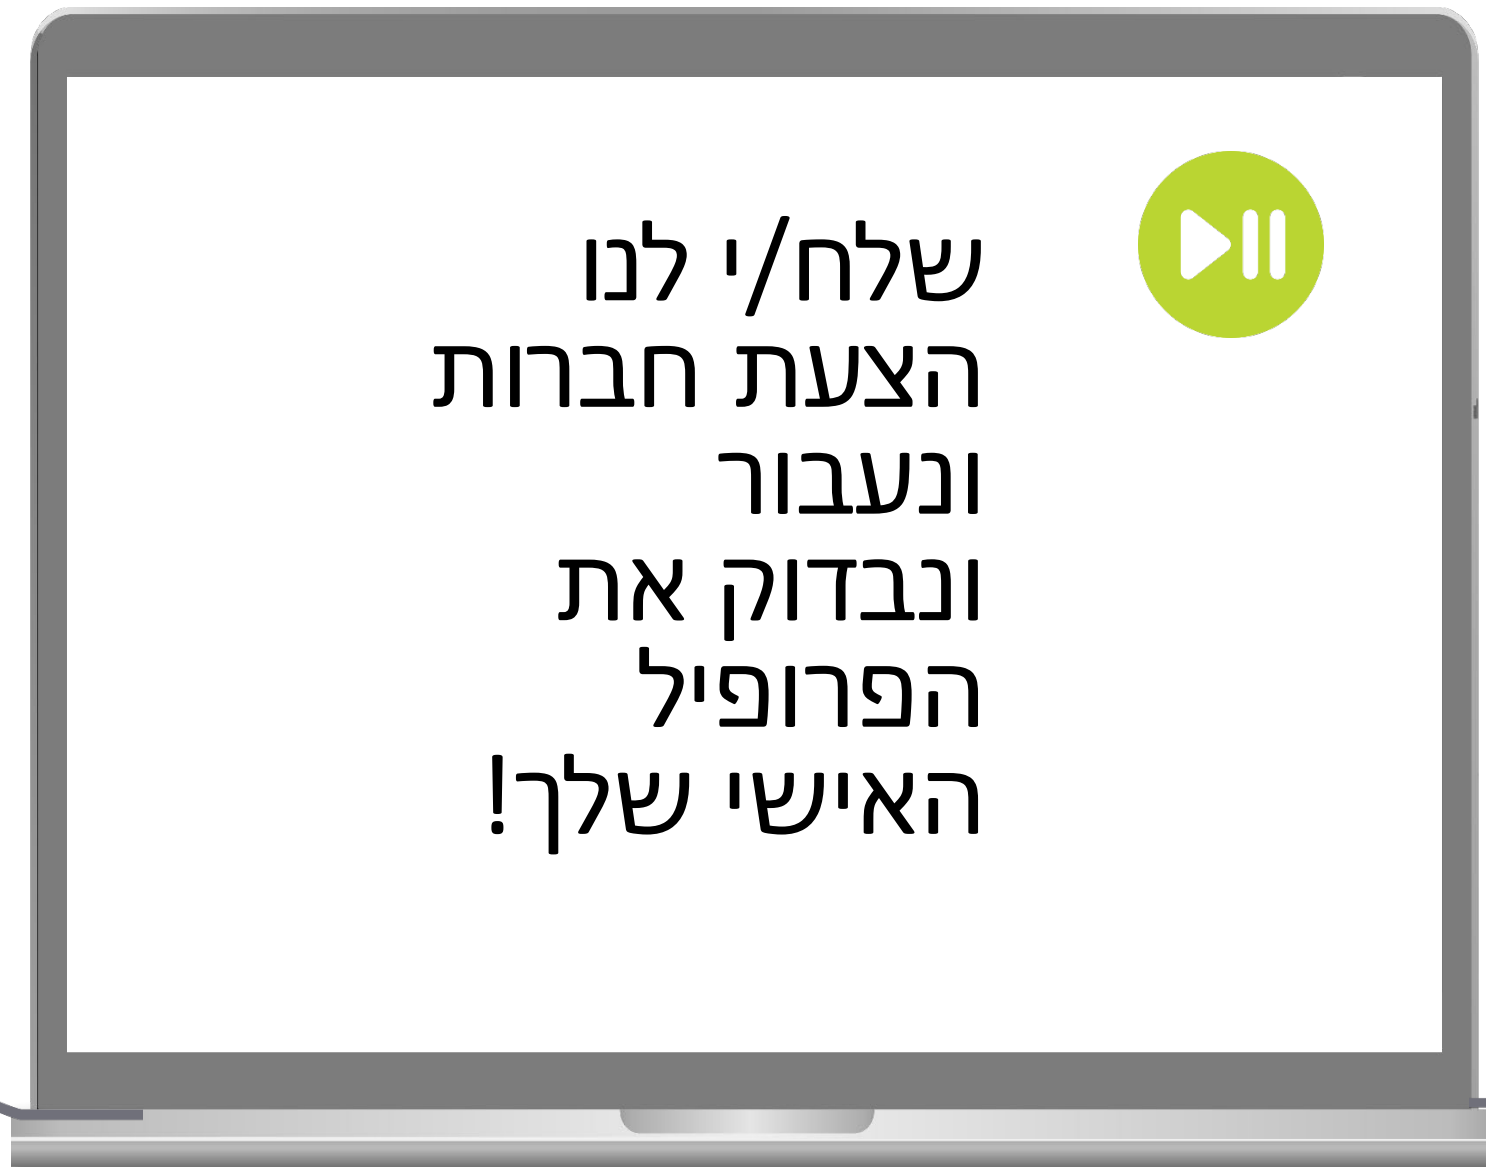 שלח/י לנו
הצעת חברות
ונעבור
ונבדוק את
הפרופיל
האישי שלך!